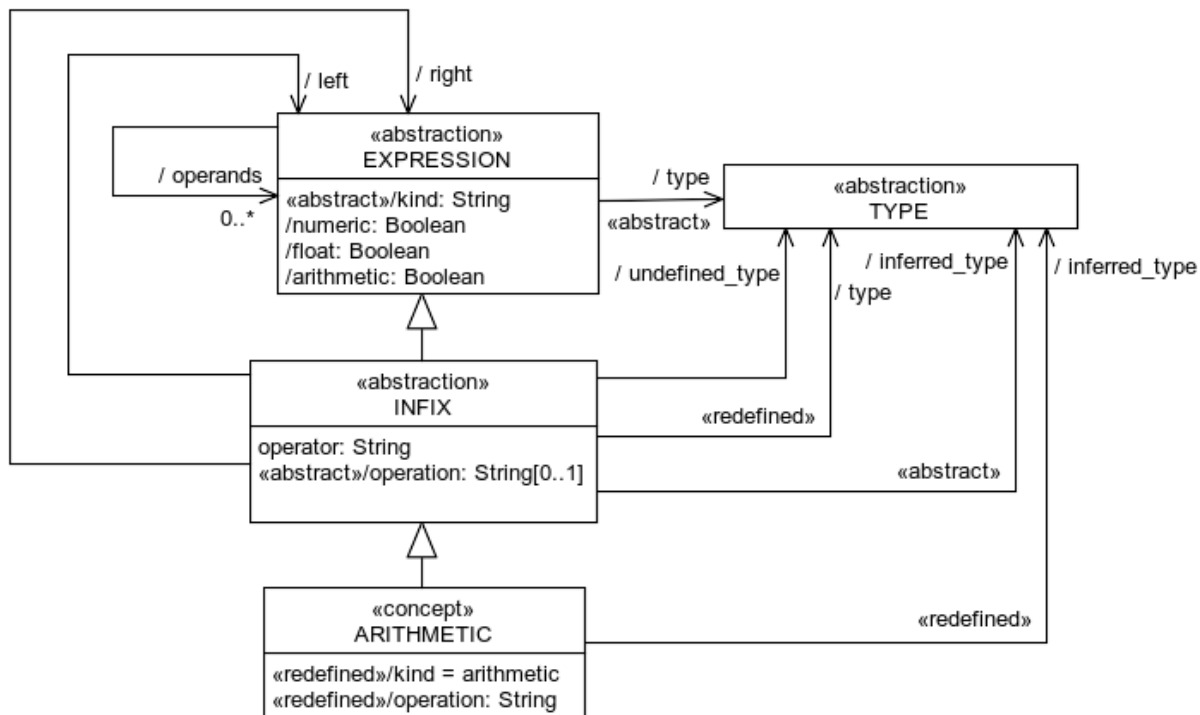 / left
/ right
«abstraction»
EXPRESSION
/ operands
0..*
«abstract»/kind: String
/numeric: Boolean
/float: Boolean
/arithmetic: Boolean
/ type
«abstract»
«abstraction»
TYPE
/ undefined_type
/ inferred_type
/ inferred_type
/ type
«abstraction»
INFIX
operator: String
«abstract»/operation: String[0..1]
«redefined»
«abstract»
«concept»
ARITHMETIC
«redefined»/kind = arithmetic
«redefined»/operation: String
«redefined»